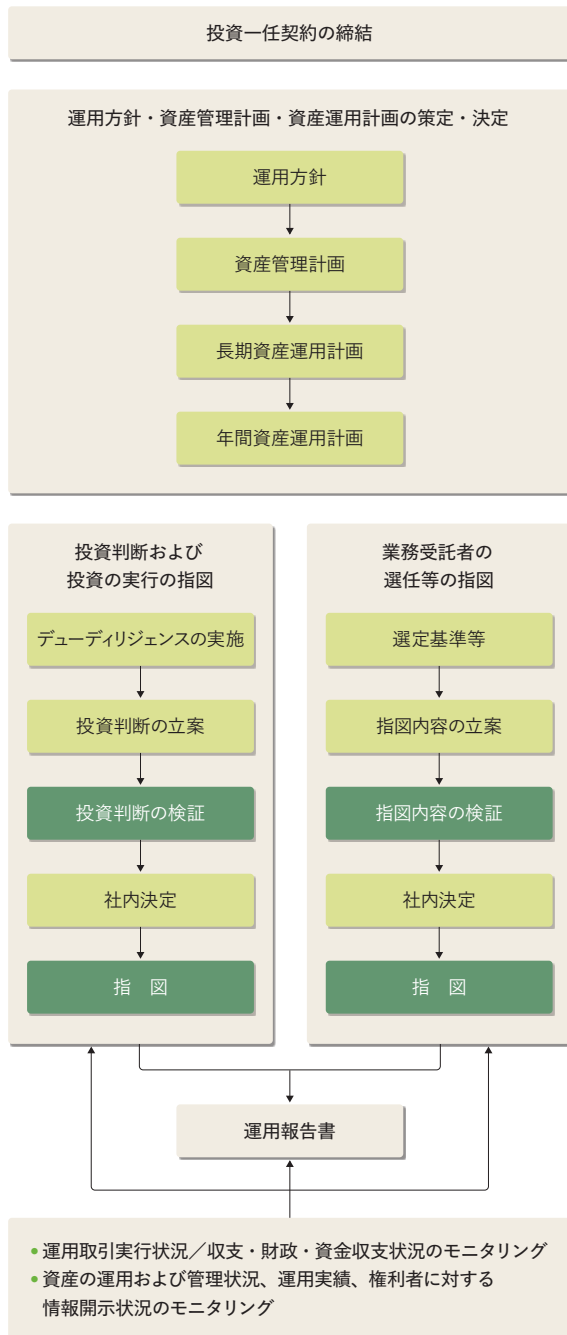 投資一任契約の締結
運用方針・資産管理計画・資産運用計画の策定・決定
運用方針
資産管理計画
長期資産運用計画
年間資産運用計画
投資判断および
投資の実行の指図
デューディリジェンスの実施
投資判断の立案
投資判断の検証
社内決定
指　図
業務受託者の
選任等の指図
選定基準等
指図内容の立案
指図内容の検証
社内決定
指　図
運用報告書
• 運用取引実行状況／収支・財政・資金収支状況のモニタリング
• 資産の運用および管理状況、運用実績、権利者に対する
情報開示状況のモニタリング